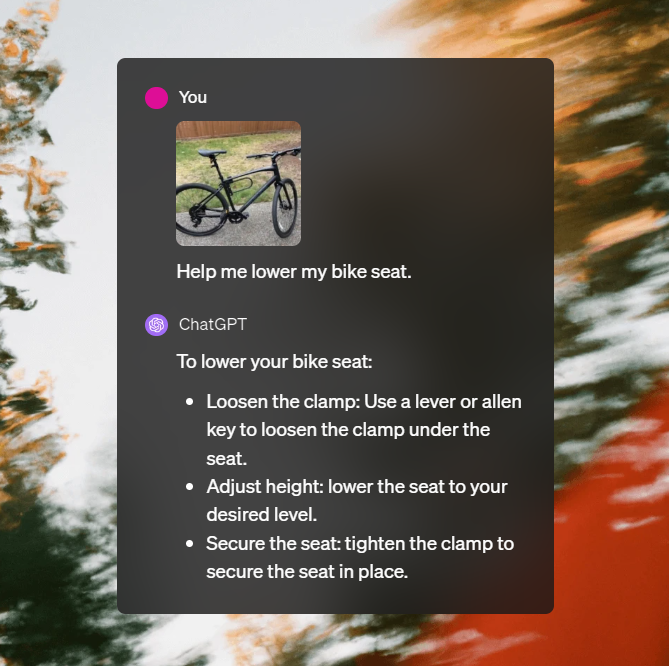 You
Help me lower my bike seat.
ChatGPT
To lower your bike seat:
• Loosen the clamp: Use a lever or allen
key to loosen the clamp under the
seat.
• Adjust height: lower the seat to your
desired level.
• Secure the seat: tighten the clamp to
secure the seat in place.